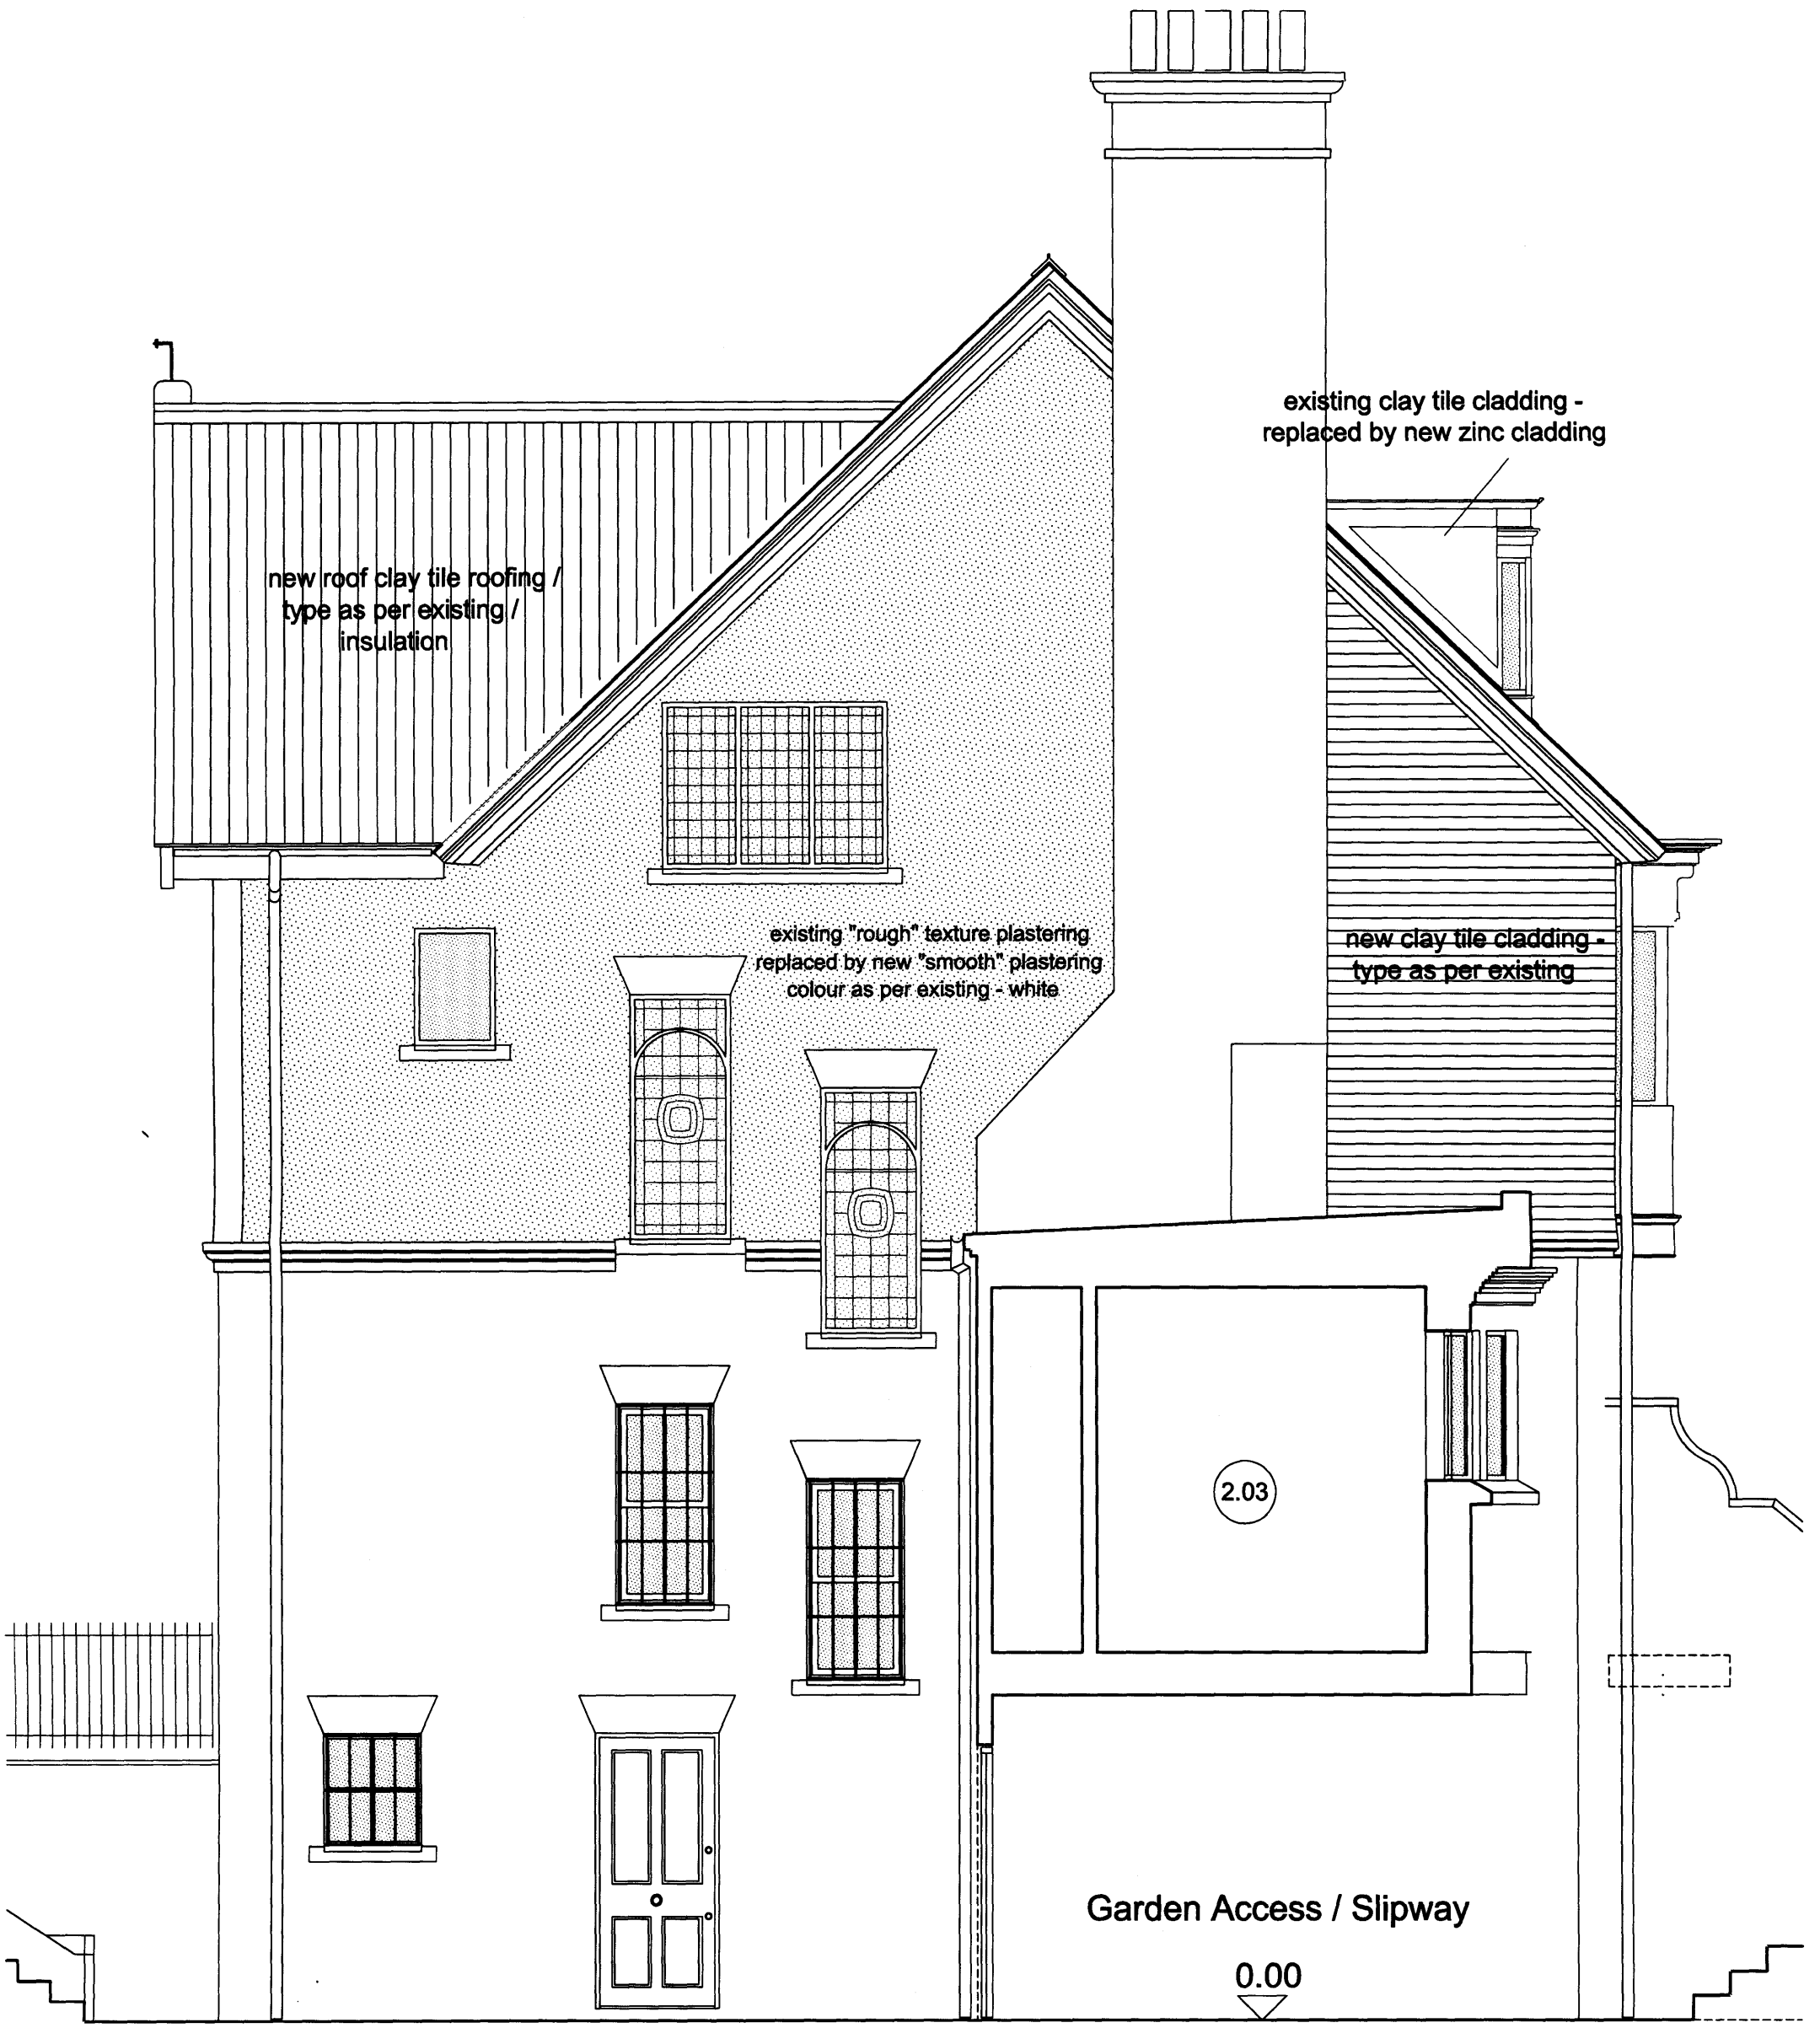 existing clay tile cladding -
replaced by new zinc cladding
new roof clay tile roofing /
type as per existing /
insulation
existing "rough" texture plastering
replaced by new "smooth" plastering
colour as per existing - white
new clay tile cladding -
type as per existing
2.03
Garden Access / Slipway
0.00